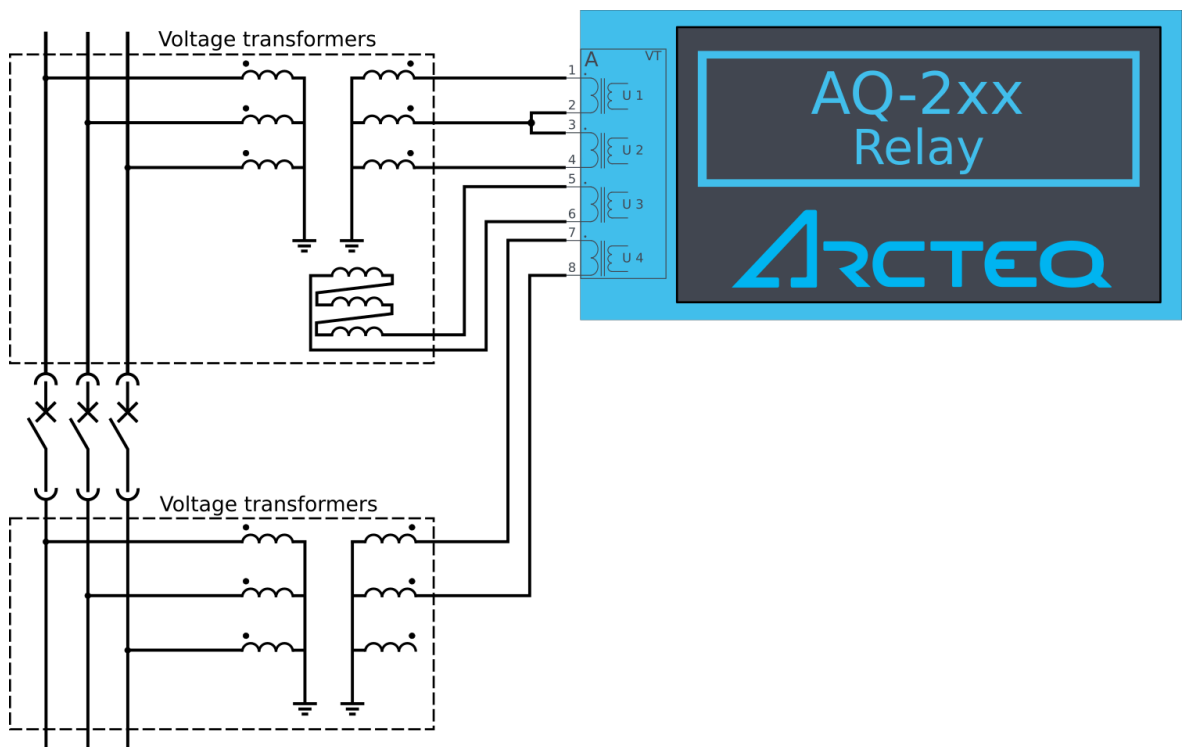 Voltage transformers
A
VT
1
U 1
2
3
U 2
4
5
U 3
6
7
U 4
8
AQ-2xx
Relay
ARCTEQ
Voltage transformers